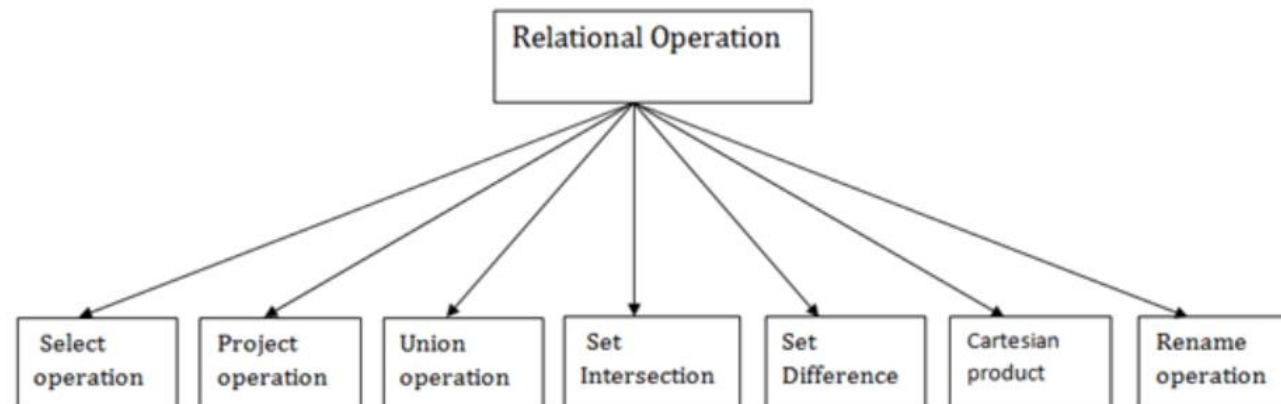 Relational Operation
Select
operation
Project
operation
Union
operation
Set
Intersection
Set
Difference
Cartesian
product
Rename
operation